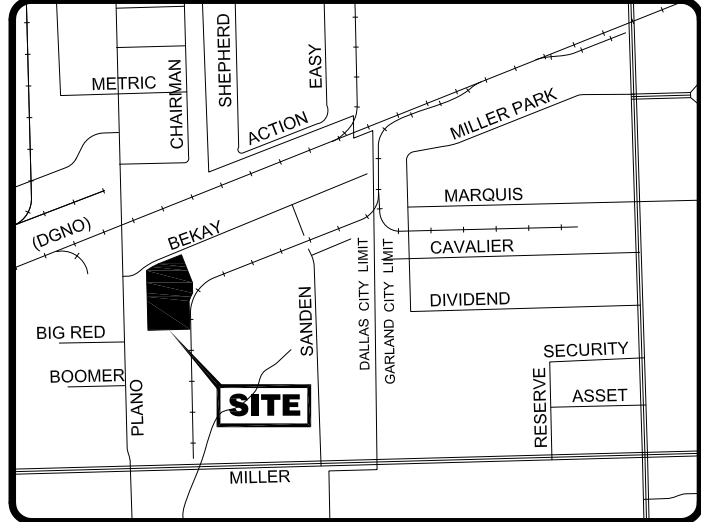 METRIC
CHAIRMAN
SHEPHERD
EASY
ACTION
MILLER PARK
(DGNO)
BEKAY
MARQUIS
CAVALIER
DIVIDEND
DALLAS CITY LIMIT
GARLAND CITY LIMIT
SANDEN
BIG RED
BOOMER
PLANO
SITE
SECURITY
ASSET
RESERVE
MILLER